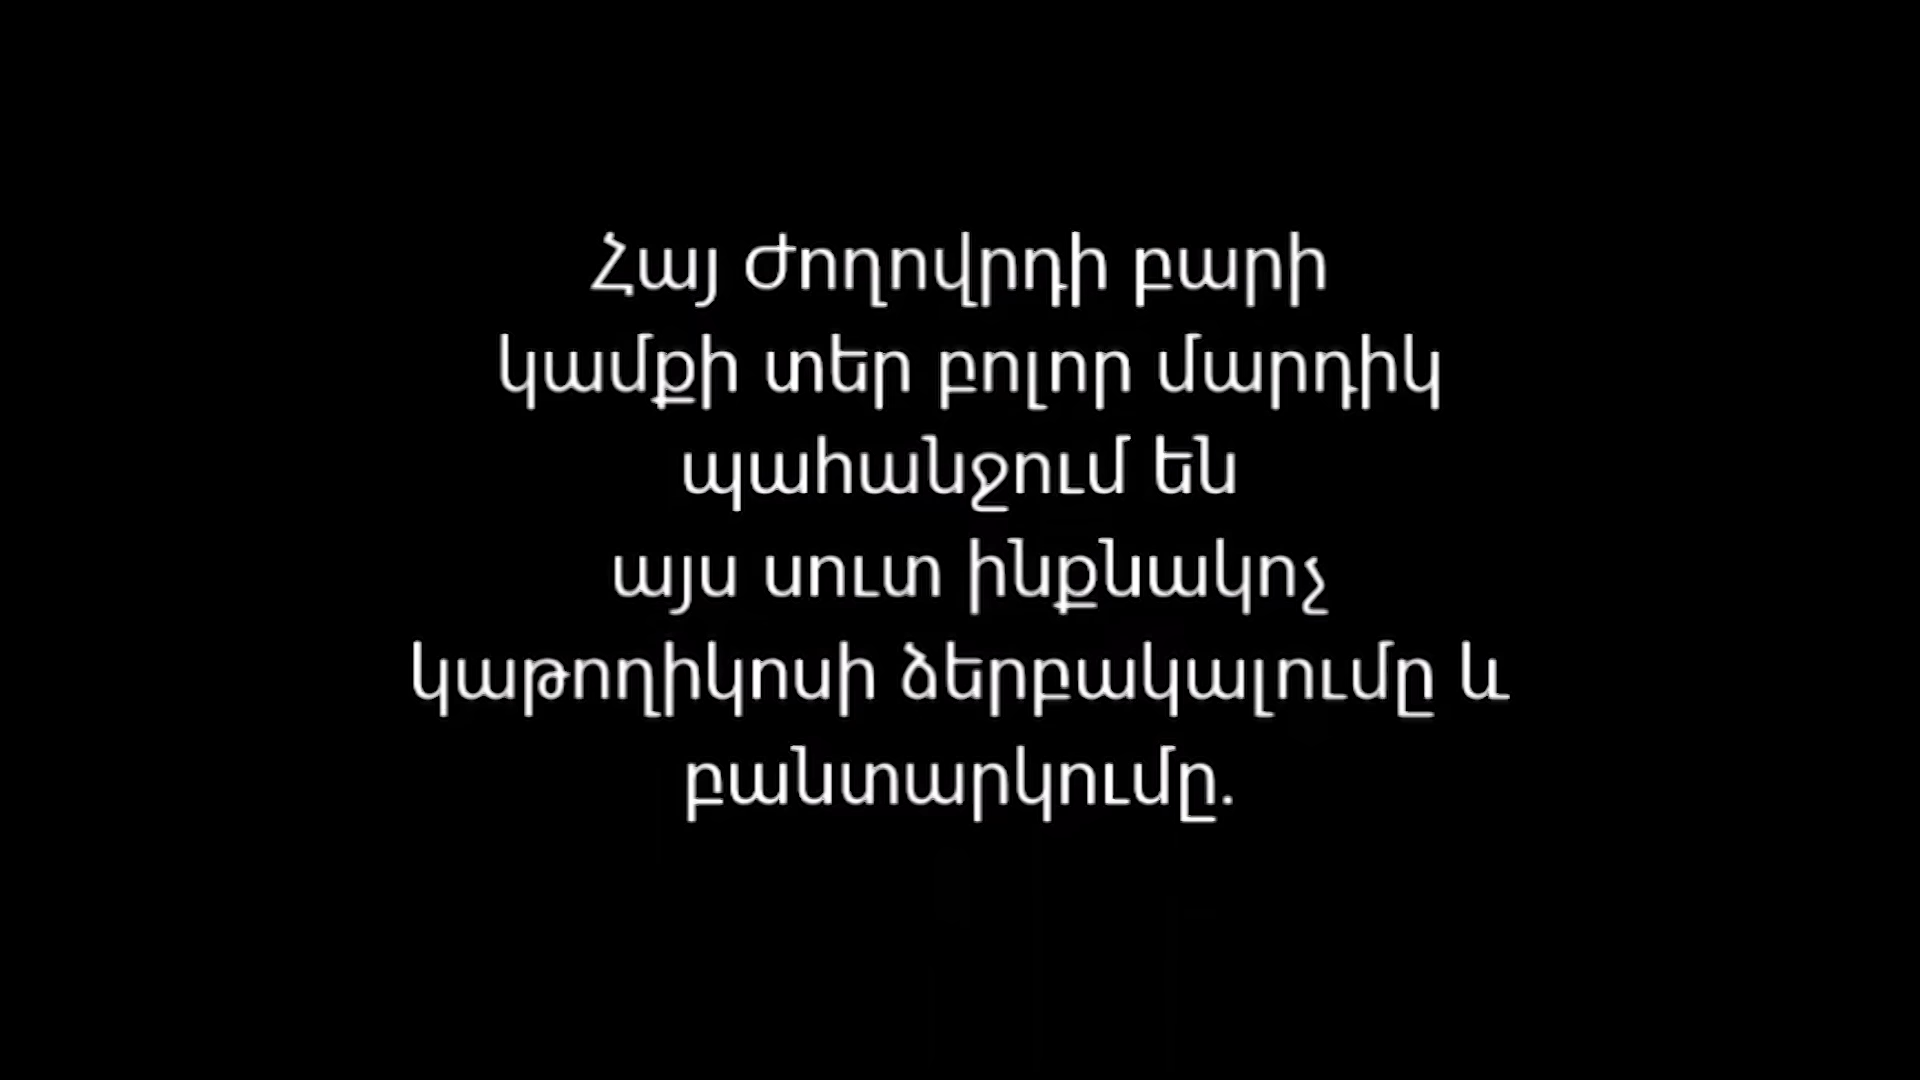 Հայ Ժողովրդի բարի
կամքի տեր բոլոր մարդիկ
պահանջում են
այս սուտ ինքնակոչ
կաթողիկոսի ձերբակալումը և
բանտարկումը.